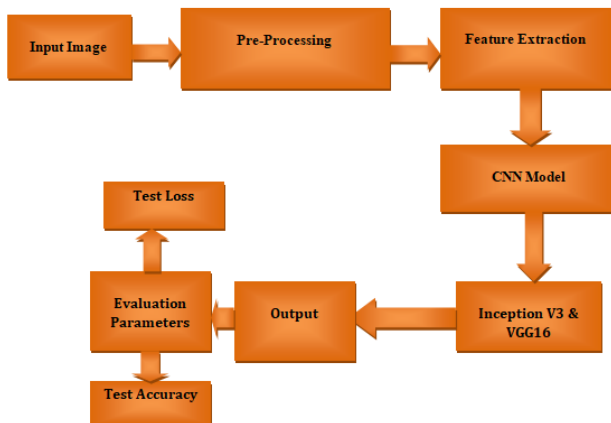 Input Image
Pre-Processing
Feature Extraction
CNN Model
Inception V3 &
VGG16
Output
Evaluation
Parameters
Test Loss
Test Accuracy